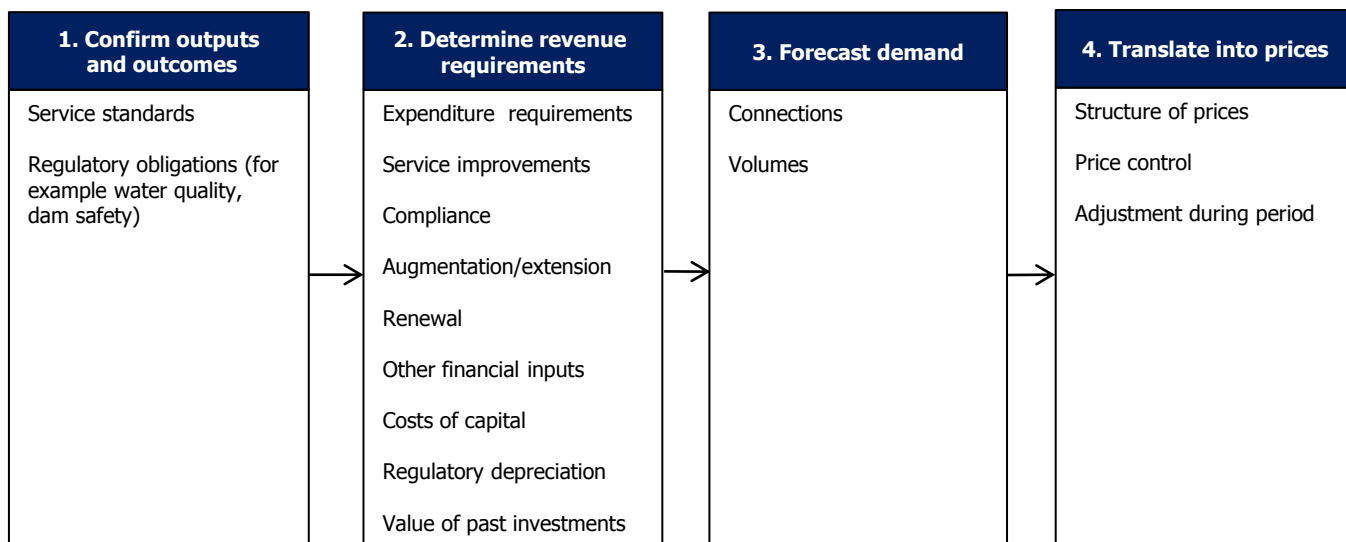 1. Confirm outputs
and outcomes
Service standards
Regulatory obligations (for
example water quality,
dam safety)
2. Determine revenue
requirements
Expenditure requirements
Service improvements
Compliance
Augmentation/extension
Renewal
Other financial inputs
Costs of capital
Regulatory depreciation
Value of past investments
3. Forecast demand
Connections
Volumes
4. Translate into prices
Structure of prices
Price control
Adjustment during period